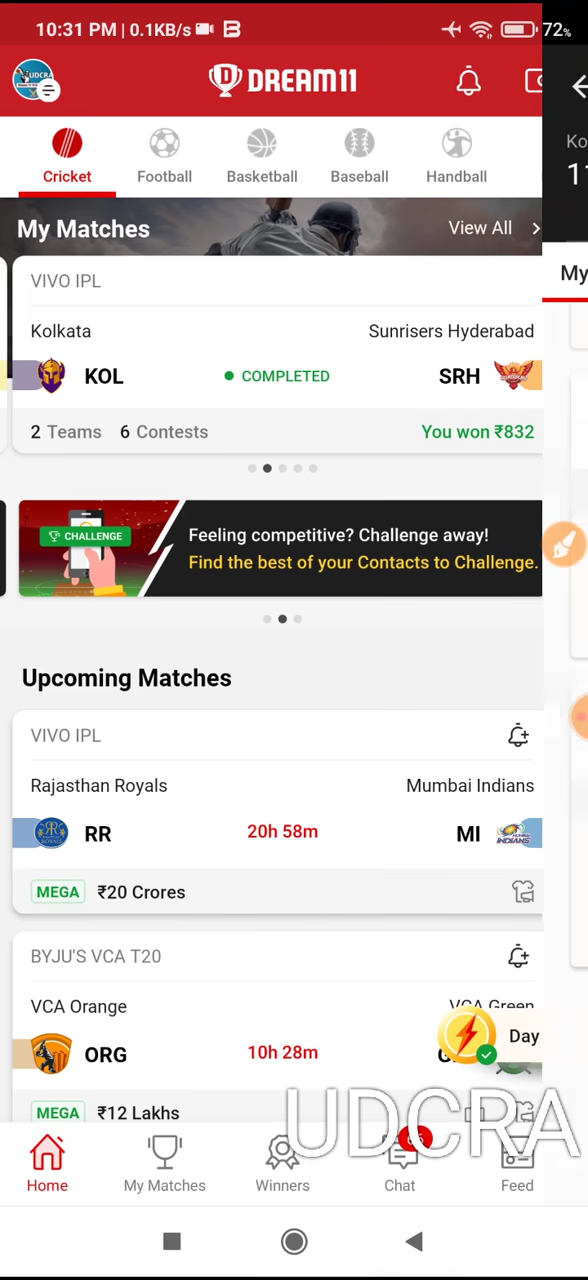 10:31 PM | 0.1KB/s
72%
UDCRA
DREAM11
Cricket
Football
Basketball
Baseball
Handball
My Matches
View All
VIVO IPL
Kolkata
Sunrisers Hyderabad
KOL
COMPLETED
SRH
2 Teams 6 Contests
You won ₹832
CHALLENGE
Feeling competitive? Challenge away!
Find the best of your Contacts to Challenge.
Upcoming Matches
VIVO IPL
Rajasthan Royals
Mumbai Indians
RR
20h 58m
MI
MEGA ₹20 Crores
BYJU'S VCA T20
VCA Orange
VCA Green
ORG
10h 28m
Day
MEGA ₹12 Lakhs
UDCRA
Home
My Matches
Winners
Chat
Feed
Ko
My